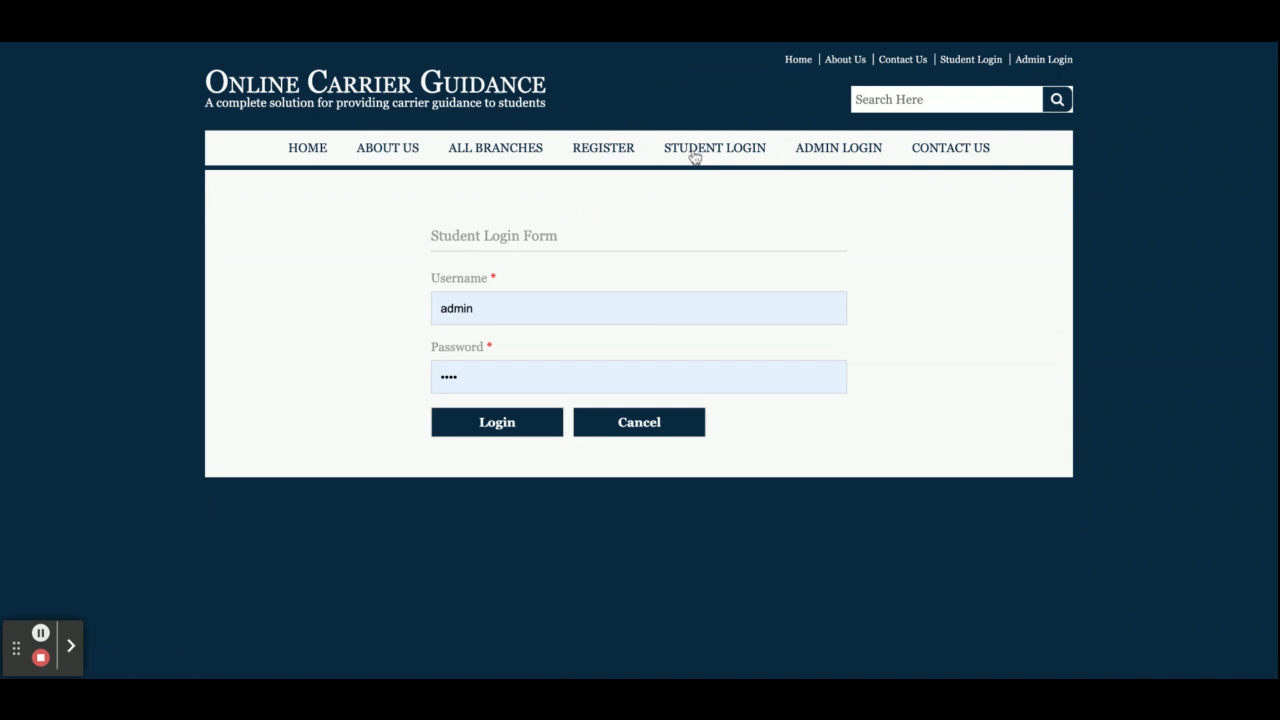 Home | About Us | Contact Us | Student Login | Admin Login
Online Carrier Guidance
A complete solution for providing carrier guidance to students
Search Here
HOME ABOUT US ALL BRANCHES REGISTER STUDENT LOGIN ADMIN LOGIN CONTACT US
Student Login Form
Username *
admin
Password *
••••
Login Cancel